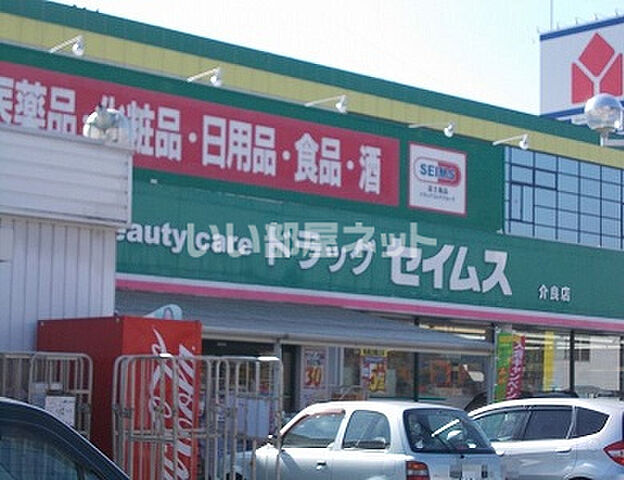 医薬品・化粧品・日用品・食品・酒
SEIMS
beauty care ドラッグ セイムス
介良店
いい部屋ネット
30